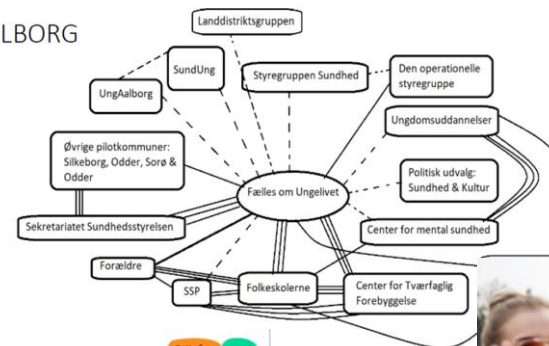 LBORG
Landdistriktsgruppen
SundUng
Styregruppen Sundhed
Den operationelle
styregruppe
UngAalborg
Ungdomsuddannelser
Øvrige pilotkommuner:
Silkeborg, Odder, Sorø &
Odder
Fælles om Ungelivet
Politisk udvalg:
Sundhed & Kultur
Sekretariatet Sundhedsstyrelsen
Center for mental sundhed
Forældre
SSP
Folkeskolerne
Center for Tværfaglig
Forebyggelse